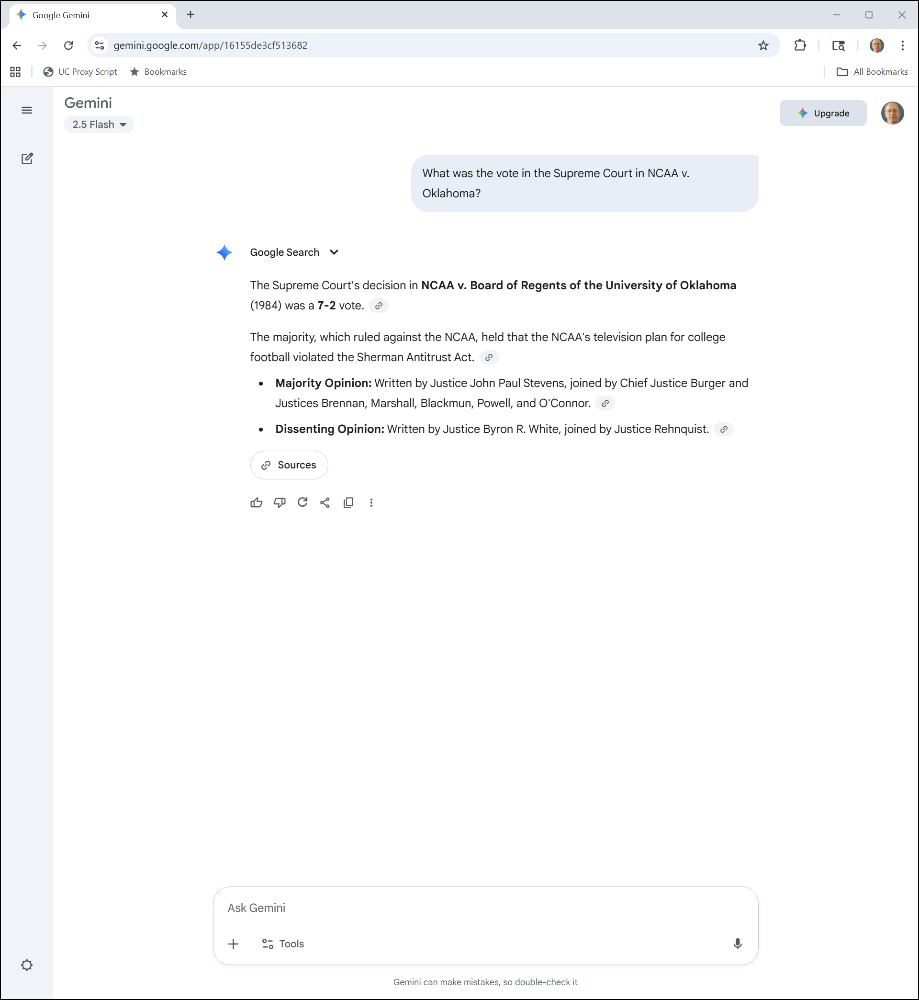 Google Gemini
gemini.google.com/app/16155de3cf513682
UC Proxy Script
Bookmarks
All Bookmarks
Gemini
2.5 Flash
Upgrade
What was the vote in the Supreme Court in NCAA v.
Oklahoma?
Google Search
The Supreme Court's decision in NCAA v. Board of Regents of the University of Oklahoma
(1984) was a 7-2 vote.
The majority, which ruled against the NCAA, held that the NCAA's television plan for college
football violated the Sherman Antitrust Act.
• Majority Opinion: Written by Justice John Paul Stevens, joined by Chief Justice Burger and
Justices Brennan, Marshall, Blackmun, Powell, and O'Connor.
• Dissenting Opinion: Written by Justice Byron R. White, joined by Justice Rehnquist.
Sources
Ask Gemini
Tools
Gemini can make mistakes, so double-check it